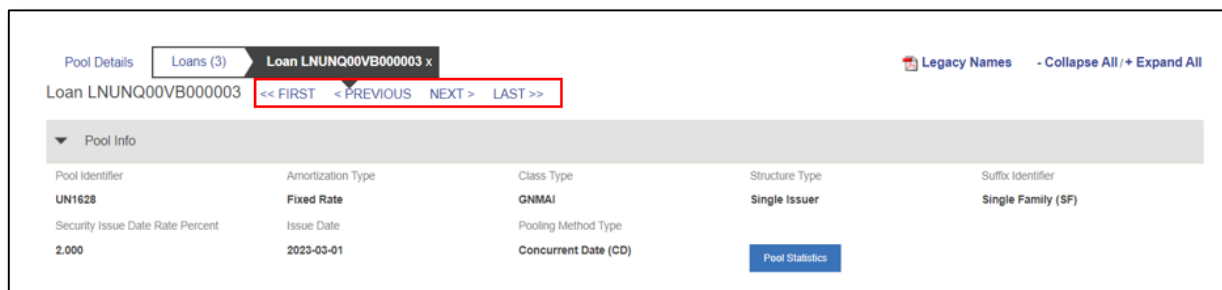 Pool Details Loans (3) Loan LNUNQ00VB000003 x Legacy Names - Collapse All / + Expand All
Loan LNUNQ00VB000003 << FIRST < PREVIOUS NEXT > LAST >>
Pool Info
Pool Identifier Amortization Type Class Type Structure Type Suffix Identifier
UN1628 Fixed Rate GNMAI Single Issuer Single Family (SF)
Security Issue Date Rate Percent Issue Date Pooling Method Type
2.000 2023-03-01 Concurrent Date (CD) Pool Statistics